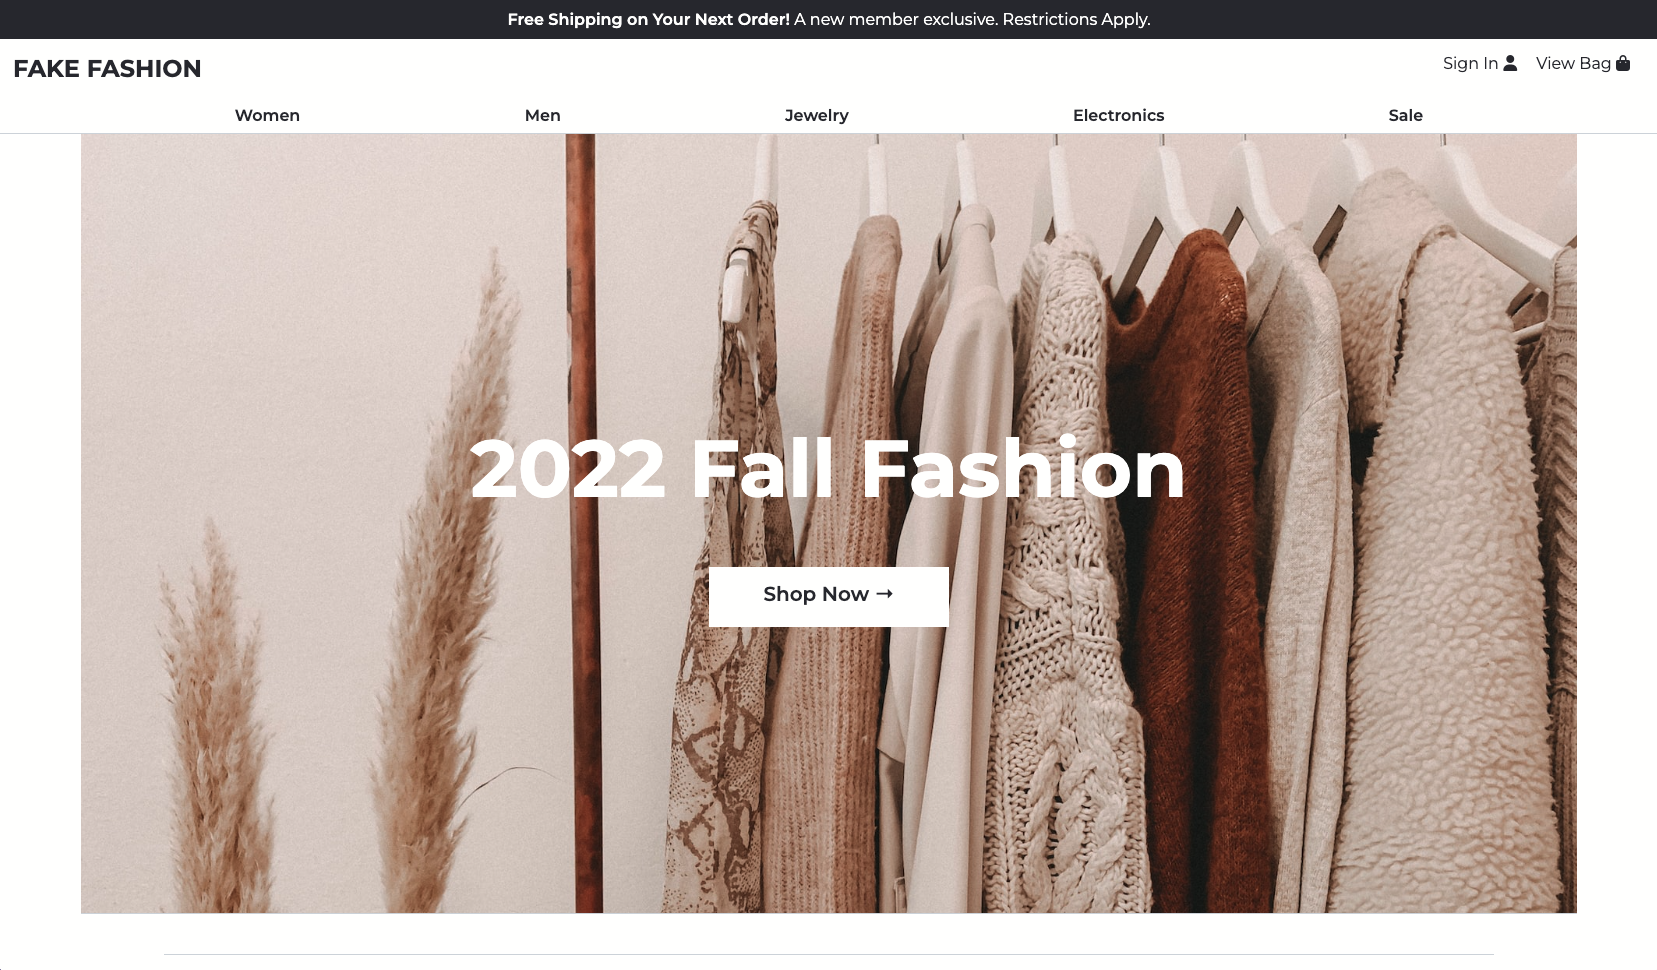 Free Shipping on Your Next Order! A new member exclusive. Restrictions Apply.
FAKE FASHION
Sign In View Bag
Women Men Jewelry Electronics Sale
2022 Fall Fashion
Shop Now →